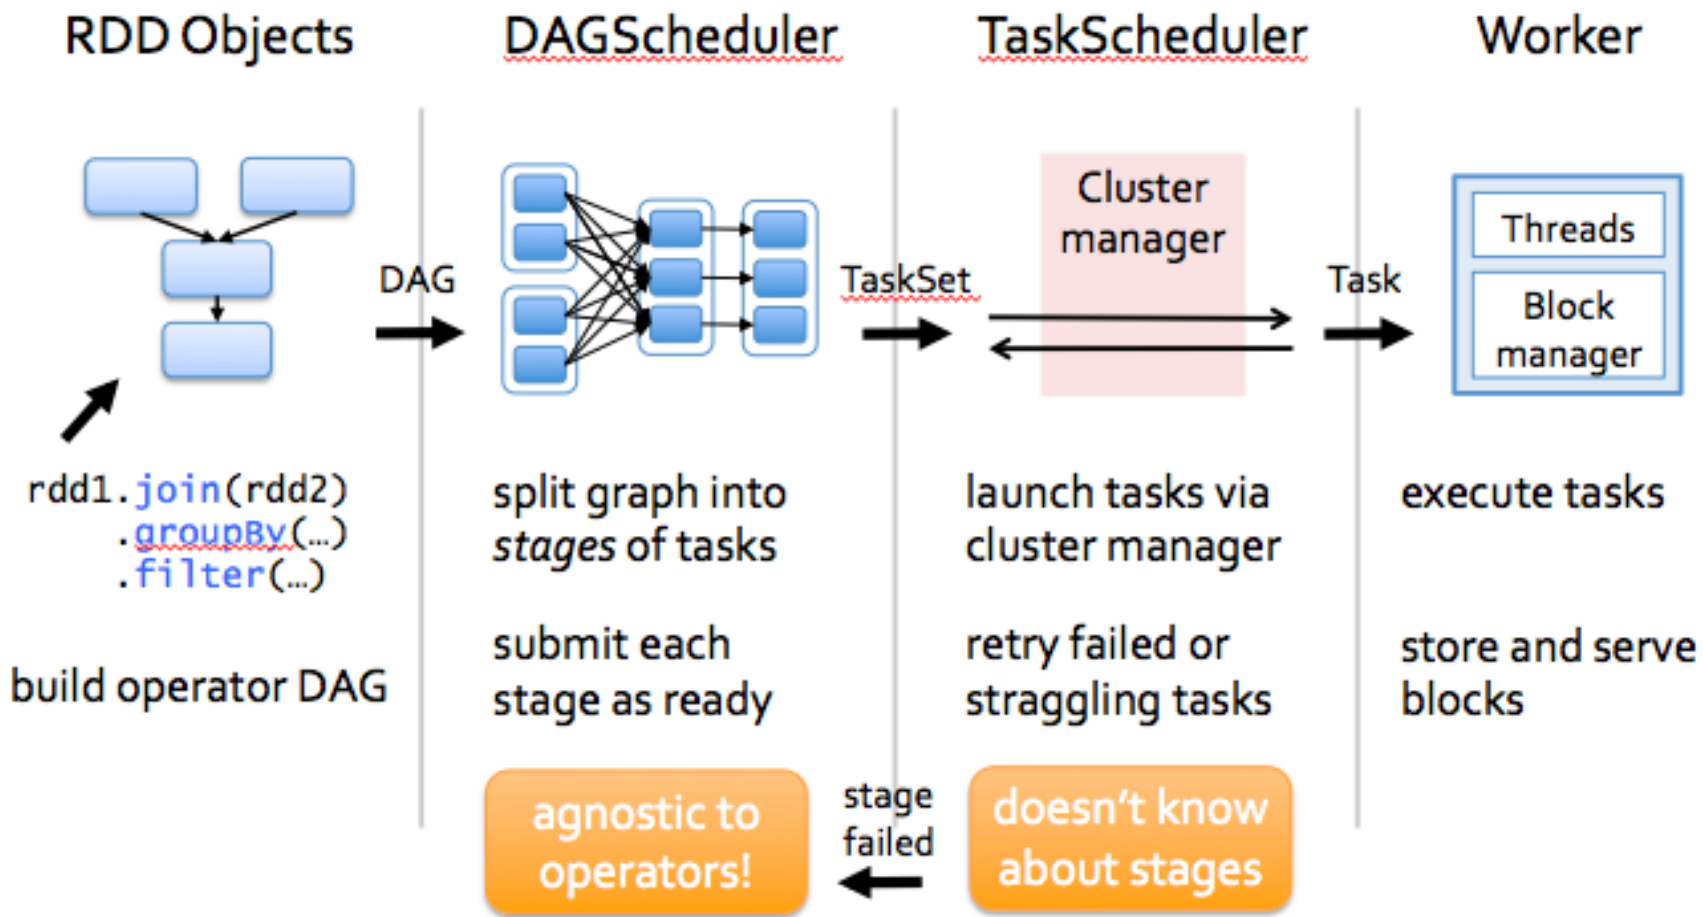 RDD Objects
DAGScheduler
TaskScheduler
Worker
DAG
TaskSet
Cluster
manager
Task
Threads
Block
manager
rdd1.join(rdd2)
.groupBy(…)
.filter(…)
build operator DAG
split graph into
stages of tasks
submit each
stage as ready
agnostic to
operators!
launch tasks via
cluster manager
retry failed or
straggling tasks
stage
failed
doesn't know
about stages
execute tasks
store and serve
blocks